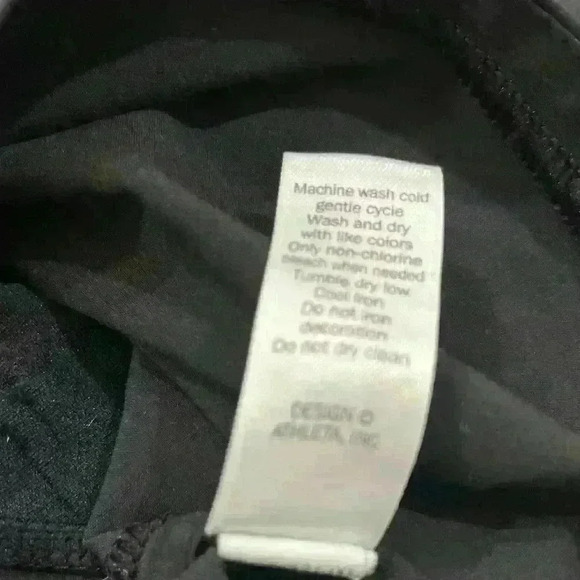 Machine wash cold
gentle cycle
Wash and dry
with like colors
Only non-chlorine
bleach when needed
Tumble dry low
Cool iron
Do not iron
decoration
Do not dry clean
DESIGN ©
ATHLETA, INC